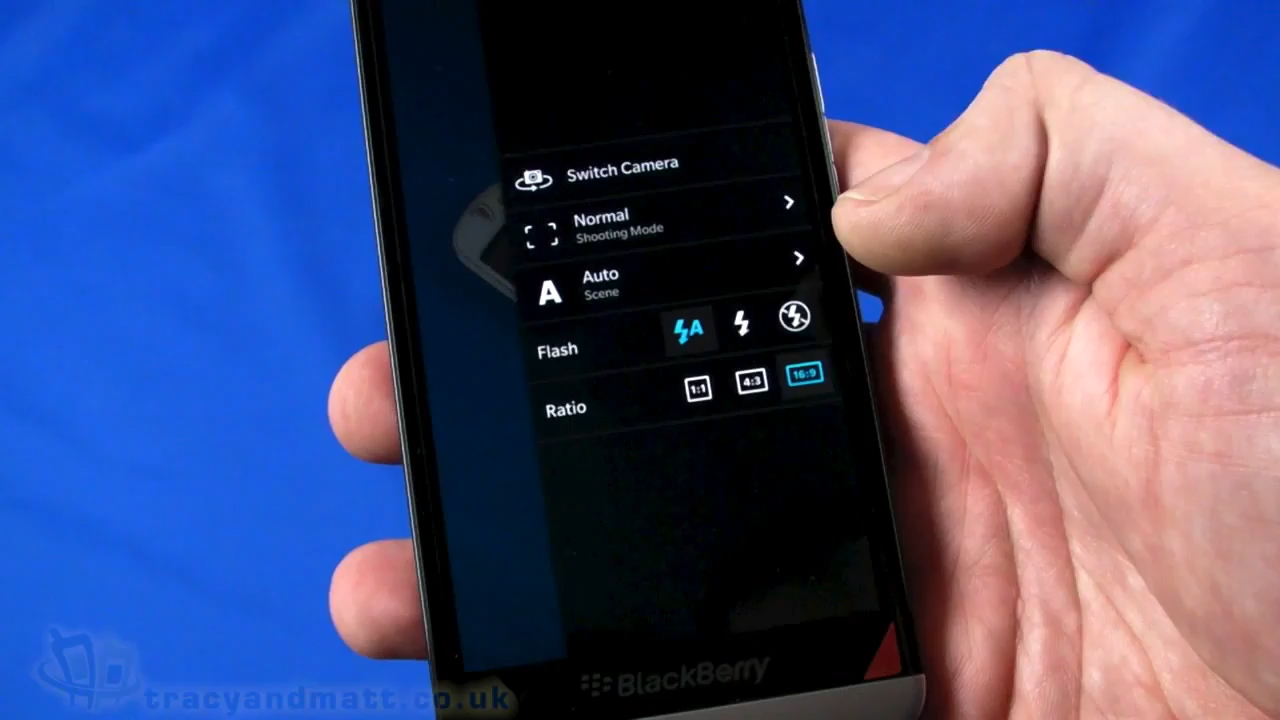 Switch Camera
Normal
Shooting Mode
A
Auto
Scene
Flash
A
Ratio
1:1
4:3
16:9
BlackBerry
tracyandmatt.co.uk